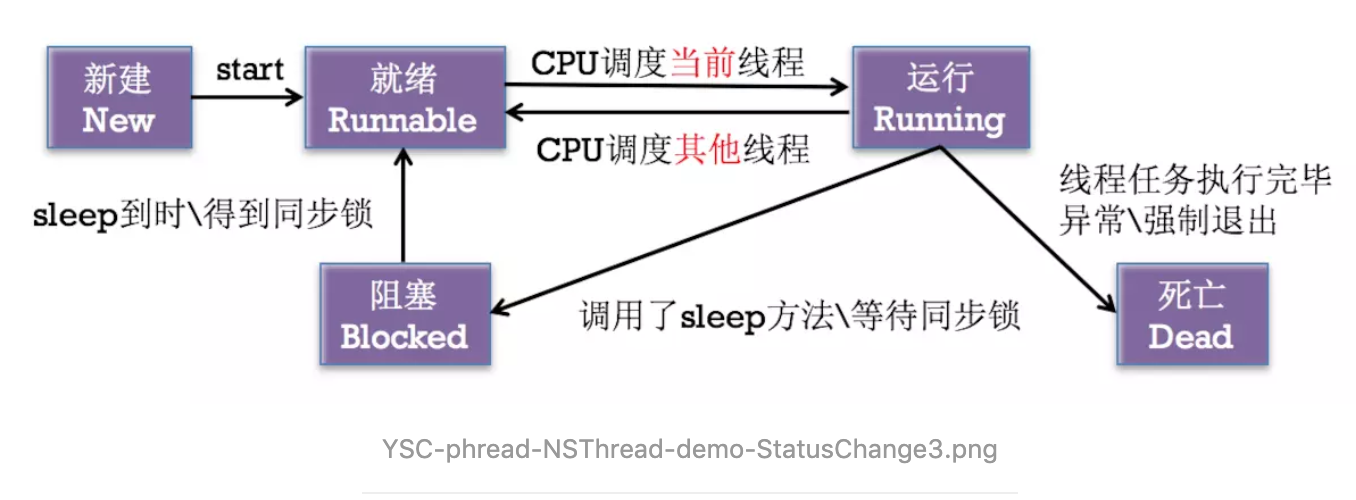 新建
New
start
就绪
Runnable
CPU调度当前线程
CPU调度其他线程
运行
Running
sleep到时\得到同步锁
线程任务执行完毕
异常\强制退出
阻塞
Blocked
调用了sleep方法\等待同步锁
死亡
Dead
YSC-phread-NSThread-demo-StatusChange3.png